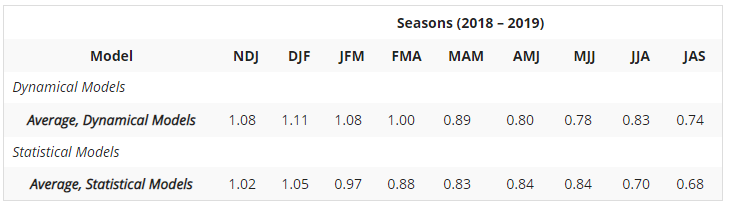 Seasons (2018 – 2019)
Model NDJ DJF JFM FMA MAM AMJ MJJ JJA JAS
Dynamical Models
Average, Dynamical Models 1.08 1.11 1.08 1.00 0.89 0.80 0.78 0.83 0.74
Statistical Models
Average, Statistical Models 1.02 1.05 0.97 0.88 0.83 0.84 0.84 0.70 0.68